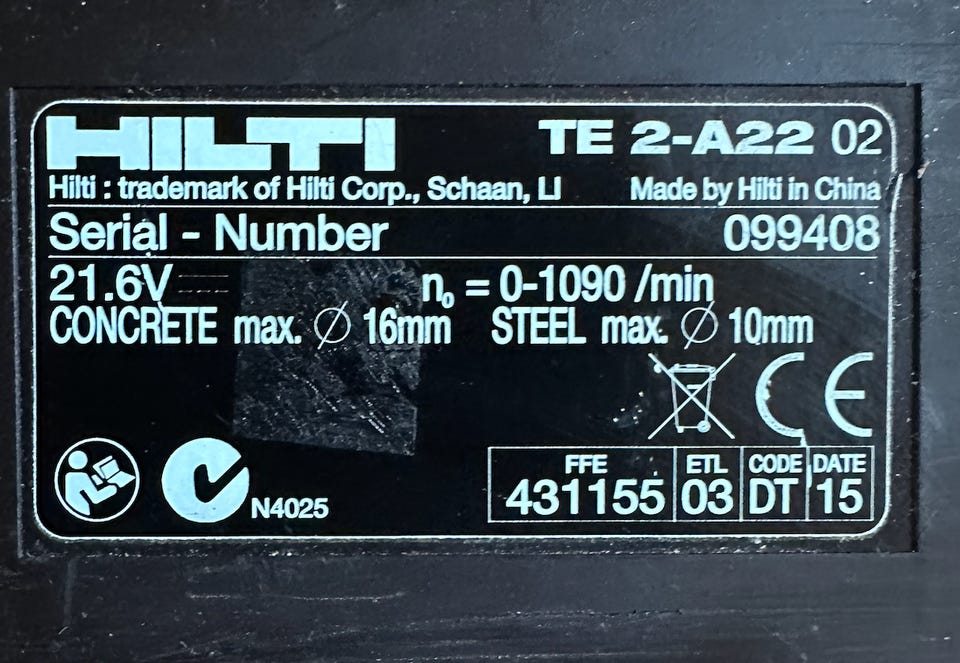 HILTI TE 2-A22 02
Hilti : trademark of Hilti Corp., Schaan, LI Made by Hilti in China
Serial - Number 099408
21.6V n₀ = 0-1090 /min
CONCRETE max. ∅ 16mm STEEL max. ∅ 10mm
CE
N4025
FFE ETL CODE DATE
431155 03 DT 15